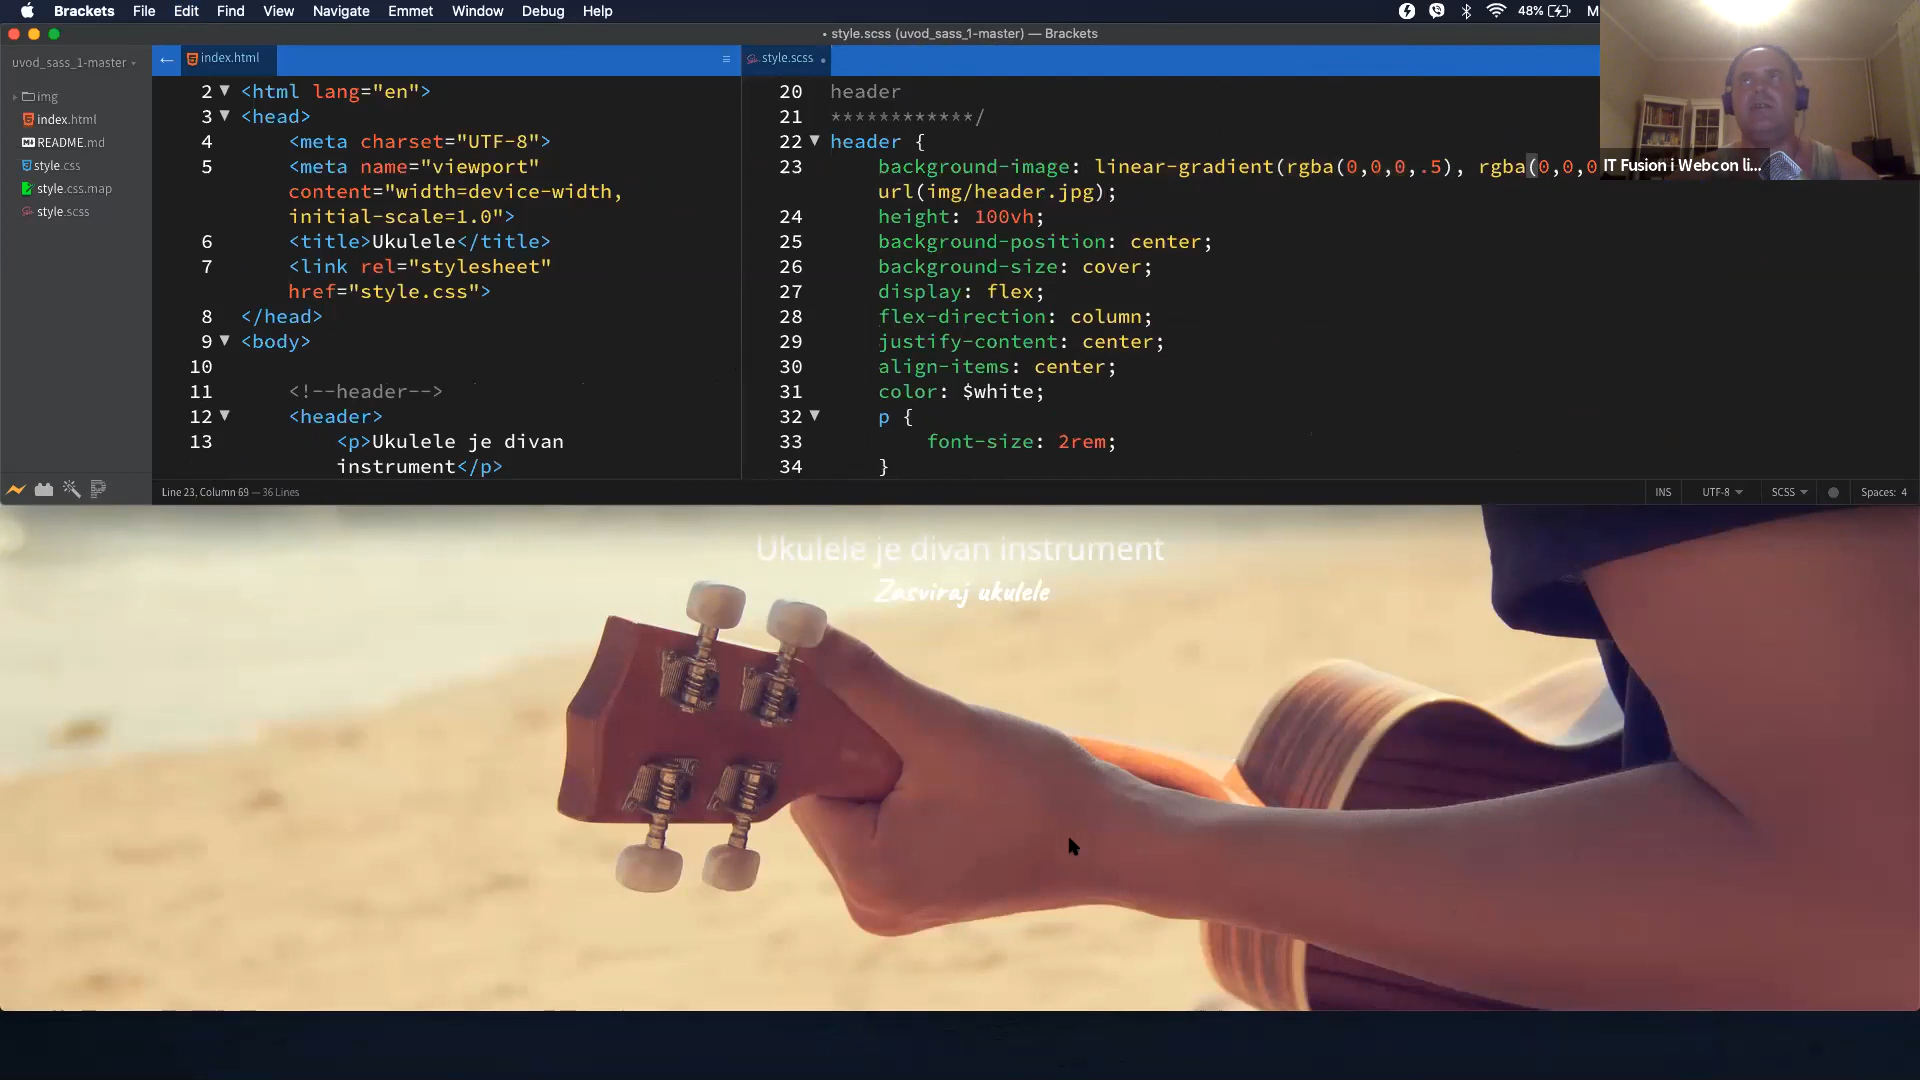 Brackets File Edit Find View Navigate Emmet Window Debug Help 48% M
• style.scss (uvod_sass_1-master) — Brackets
uvod_sass_1-master
img
index.html
README.md
style.css
style.css.map
style.scss
index.html
2 <html lang="en">
3 <head>
4 <meta charset="UTF-8">
5 <meta name="viewport"
content="width=device-width,
initial-scale=1.0">
6 <title>Ukulele</title>
7 <link rel="stylesheet"
href="style.css">
8 </head>
9 <body>
10
11 <!--header-->
12 <header>
13 <p>Ukulele je divan
instrument</p>
style.scss
20 header
21 ************/
22 header {
23 background-image: linear-gradient(rgba(0,0,0,.5), rgba(0,0,0
url(img/header.jpg);
24 height: 100vh;
25 background-position: center;
26 background-size: cover;
27 display: flex;
28 flex-direction: column;
29 justify-content: center;
30 align-items: center;
31 color: $white;
32 p {
33 font-size: 2rem;
34 }
IT Fusion i Webcon li...
Line 23, Column 69 — 36 Lines
INS UTF-8 SCSS Spaces: 4
Ukulele je divan instrument
Zasviraj ukulele